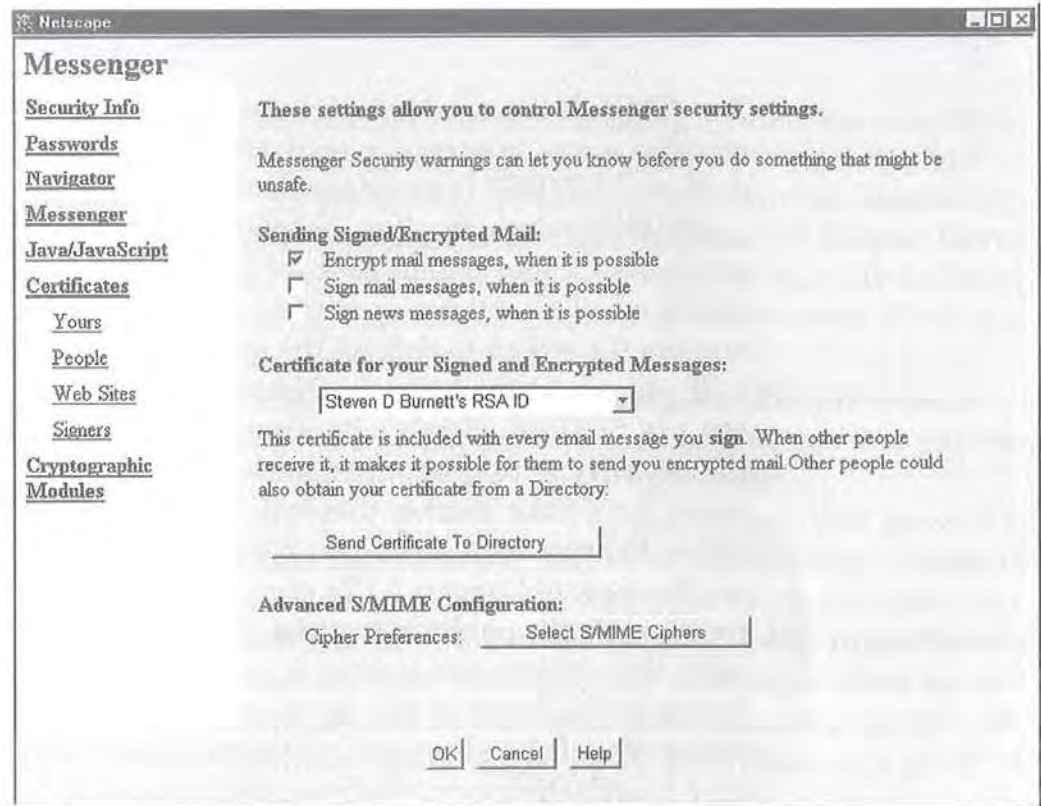 Netscape
Messenger
Security Info
Passwords
Navigator
Messenger
Java/JavaScript
Certificates
Yours
People
Web Sites
Signers
Cryptographic
Modules
These settings allow you to control Messenger security settings.
Messenger Security warnings can let you know before you do something that might be
unsafe.
Sending Signed/Encrypted Mail:
Encrypt mail messages, when it is possible
Sign mail messages, when it is possible
Sign news messages, when it is possible
Certificate for your Signed and Encrypted Messages:
Steven D Burnett's RSA ID
This certificate is included with every email message you sign. When other people
receive it, it makes it possible for them to send you encrypted mail.Other people could
also obtain your certificate from a Directory:
Send Certificate To Directory
Advanced S/MIME Configuration:
Cipher Preferences: Select S/MIME Ciphers
OK Cancel Help